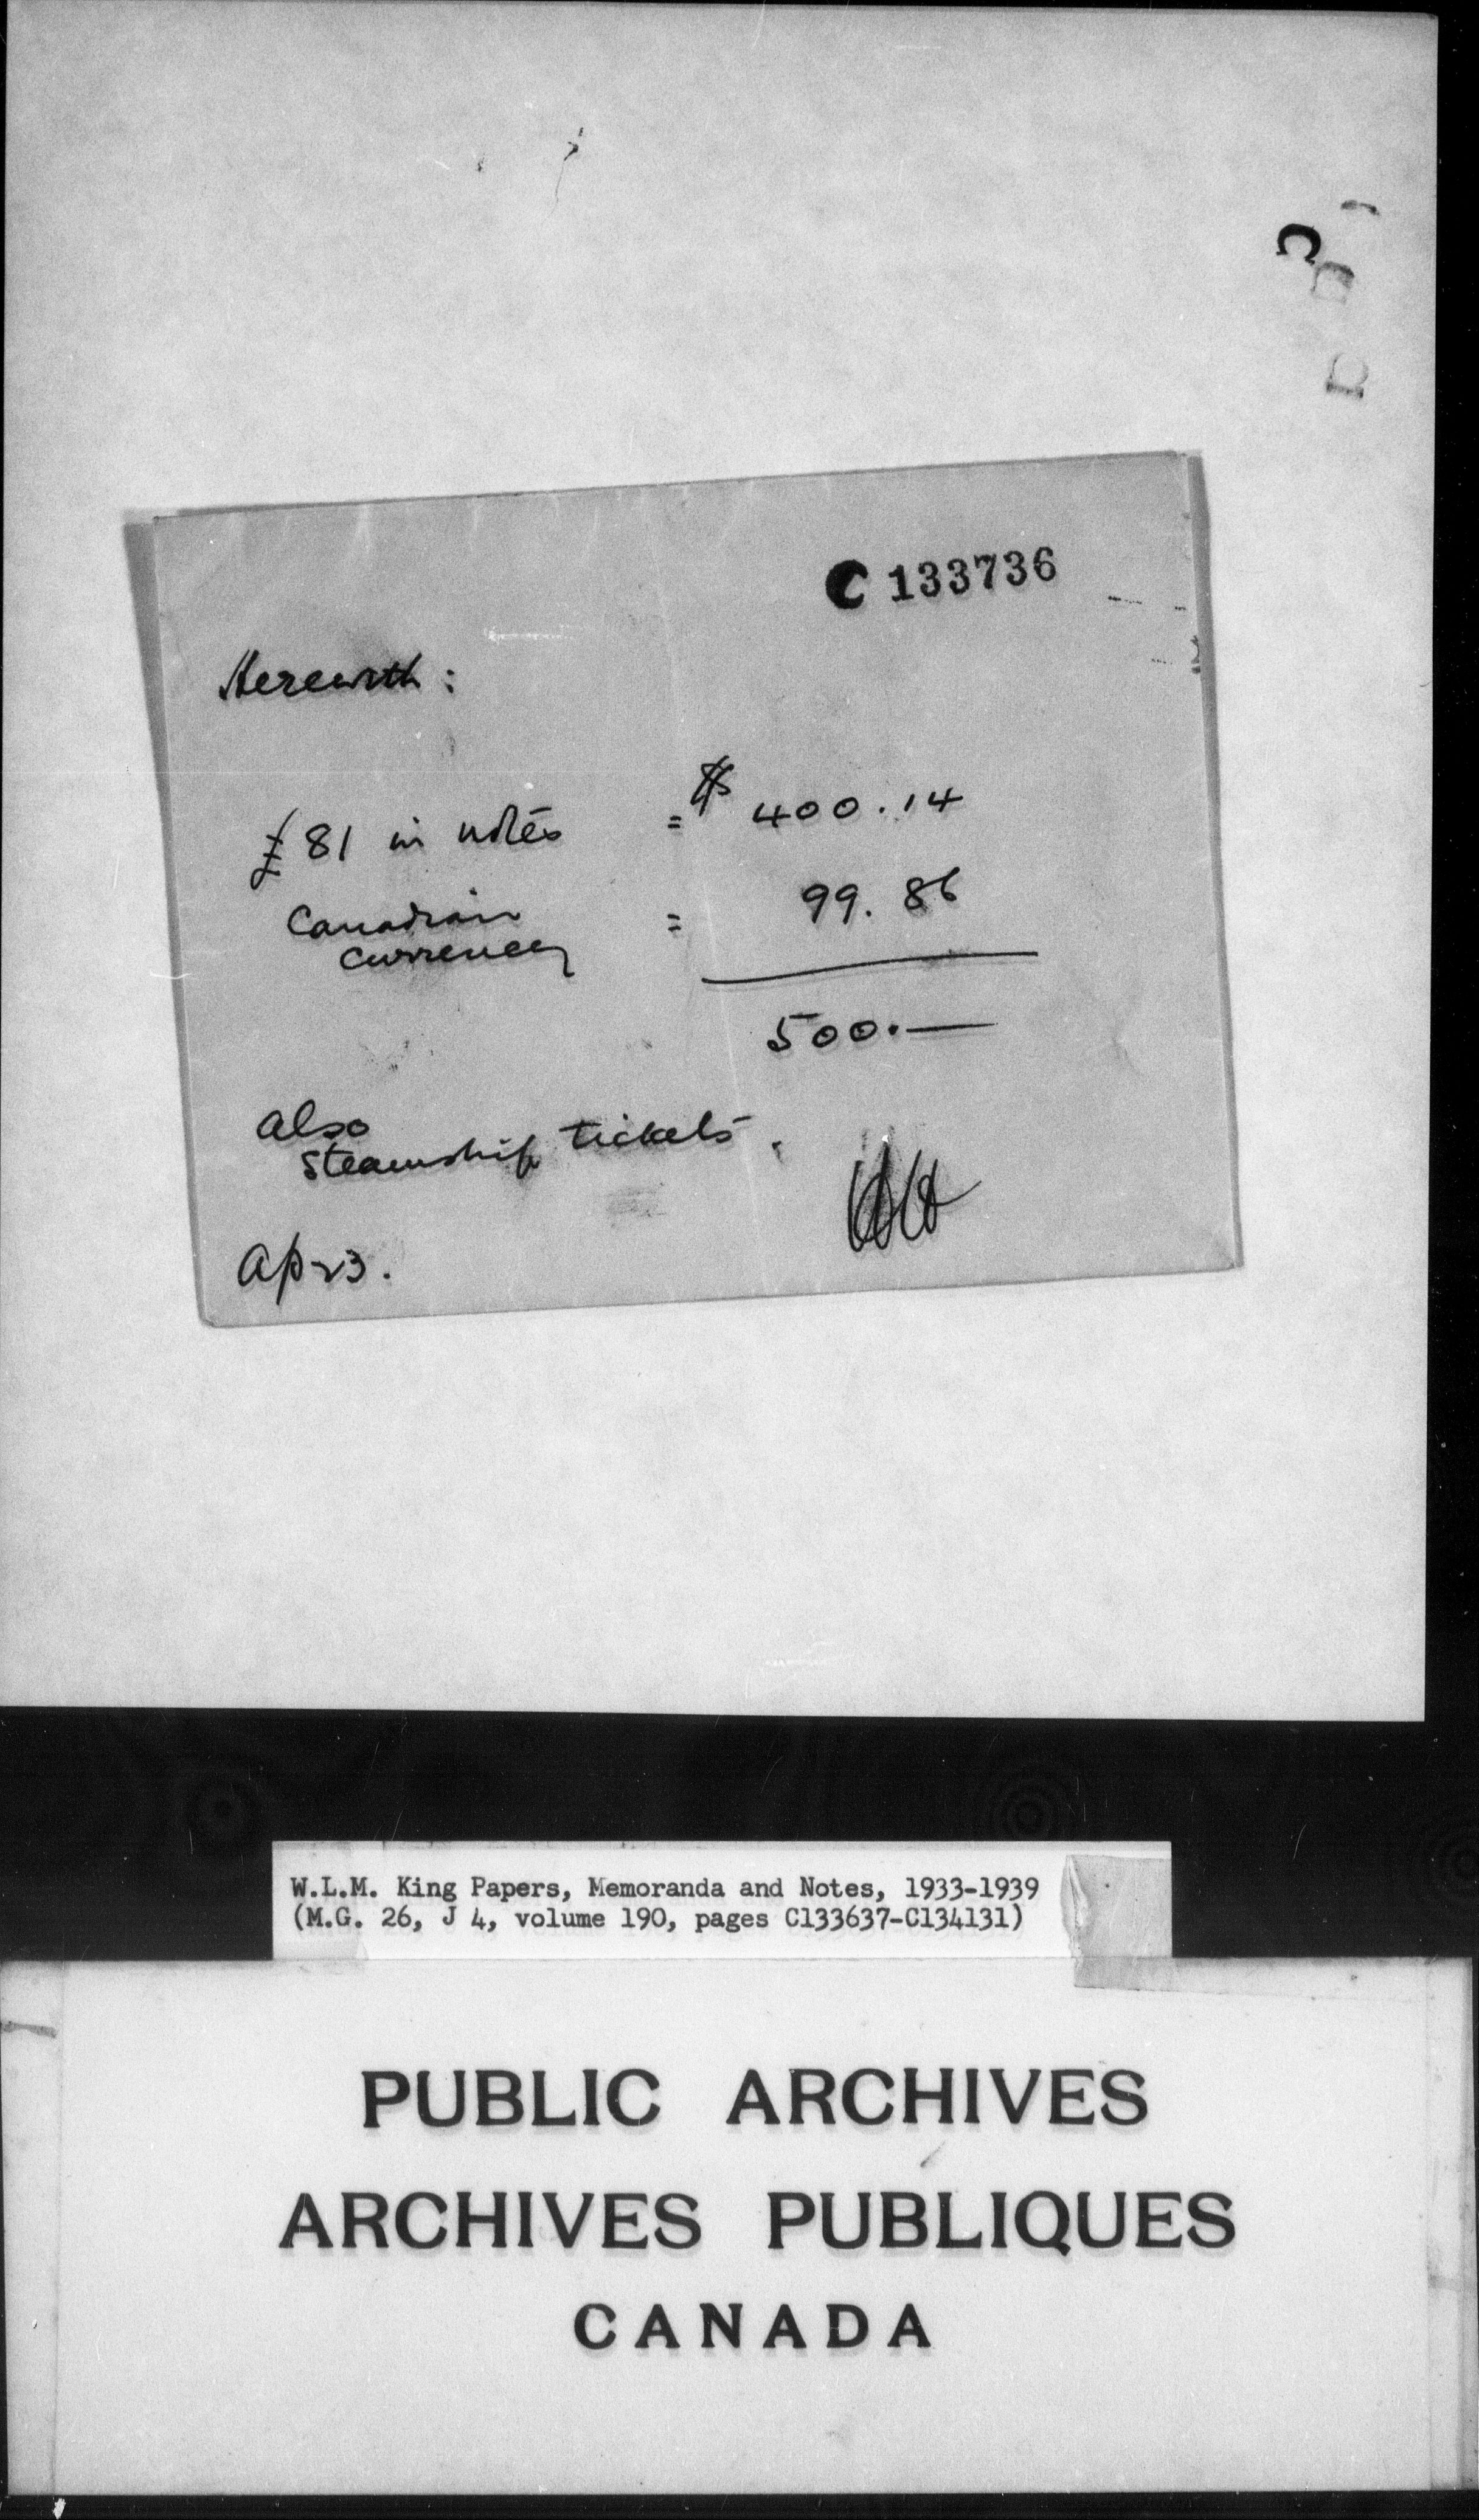 C 133736
Herewith:
£81 in notes = $ 400.14
Canadian = 99.86
currency
500.—
also
steamship tickets.
Ap 23.
W.L.M. King Papers, Memoranda and Notes, 1933-1939
(M.G. 26, J 4, volume 190, pages C133637-C134131)
PUBLIC ARCHIVES
ARCHIVES PUBLIQUES
CANADA